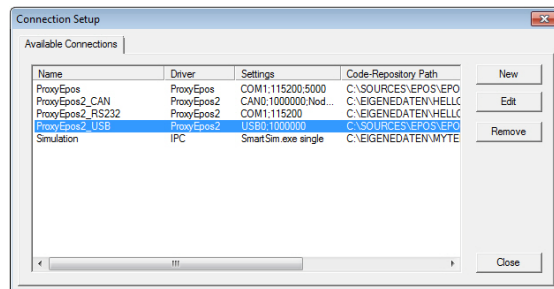 Connection Setup
Available Connections
Name Driver Settings Code-Repository Path
ProxyEpos ProxyEpos COM1;115200;5000 C:\SOURCES\EPOS\EPO
ProxyEpos2_CAN ProxyEpos2 CAN0;1000000;Nod... C:\EIGENEDATEN\HELLO
ProxyEpos2_RS232 ProxyEpos2 COM1;115200 C:\EIGENEDATEN\HELLO
ProxyEpos2_USB ProxyEpos2 USB0;1000000 C:\SOURCES\EPOS\EPO
Simulation IPC SmartSim.exe single C:\EIGENEDATEN\MYTE
New
Edit
Remove
Close